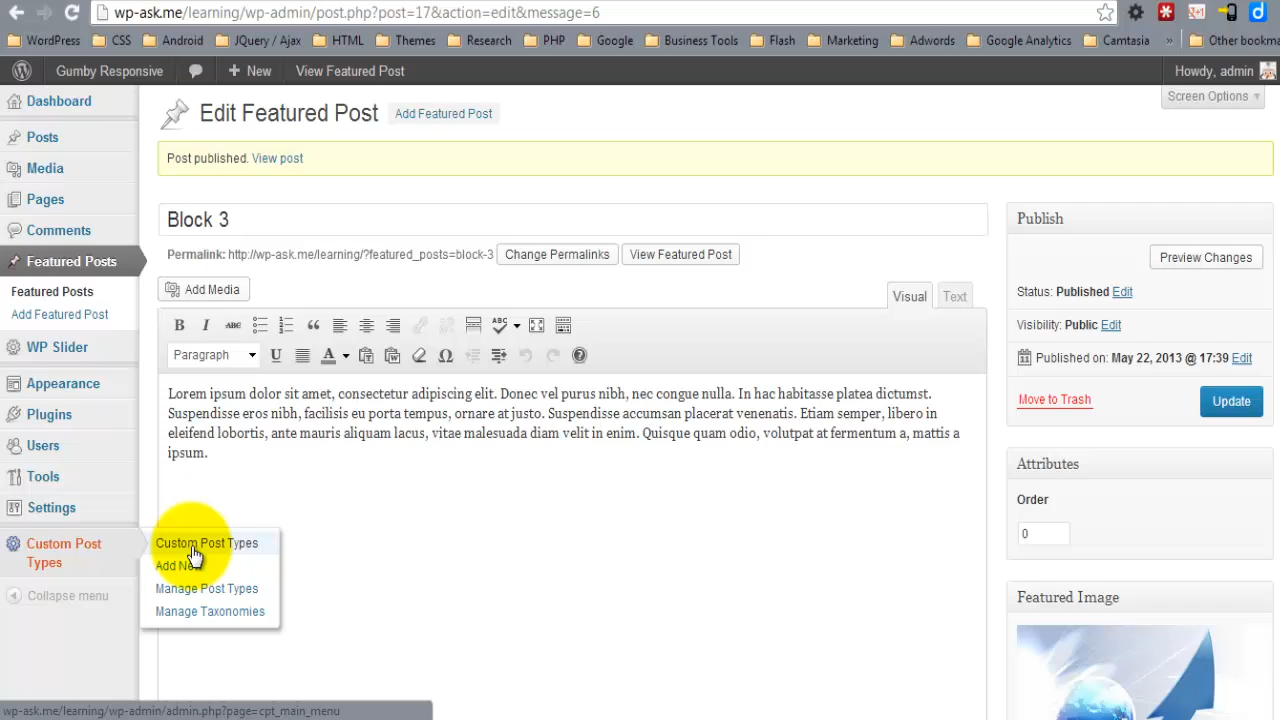 wp-ask.me/learning/wp-admin/post.php?post=17&action=edit&message=6
WordPress CSS Android JQuery / Ajax HTML Themes Research PHP Google Business Tools Flash Marketing Adwords Google Analytics Camtasia » Other bookma
Gumby Responsive + New View Featured Post Howdy, admin
Screen Options
Dashboard
Posts
Media
Pages
Comments
Featured Posts
Featured Posts
Add Featured Post
WP Slider
Appearance
Plugins
Users
Tools
Settings
Custom Post
Types
Collapse menu
Custom Post Types
Add New
Manage Post Types
Manage Taxonomies
Edit Featured Post Add Featured Post
Post published. View post
Block 3
Permalink: http://wp-ask.me/learning/?featured_posts=block-3 Change Permalinks View Featured Post
Add Media
Visual Text
B I ABC “ ABC
Paragraph U A Ω ?
Lorem ipsum dolor sit amet, consectetur adipiscing elit. Donec vel purus nibh, nec congue nulla. In hac habitasse platea dictumst.
Suspendisse eros nibh, facilisis eu porta tempus, ornare at justo. Suspendisse accumsan placerat venenatis. Etiam semper, libero in
eleifend lobortis, ante mauris aliquam lacus, vitae malesuada diam velit in enim. Quisque quam odio, volutpat at fermentum a, mattis a
ipsum.
Publish
Preview Changes
Status: Published Edit
Visibility: Public Edit
Published on: May 22, 2013 @ 17:39 Edit
Move to Trash Update
Attributes
Order
0
Featured Image
wp-ask.me/learning/wp-admin/admin.php?page=cpt_main_menu